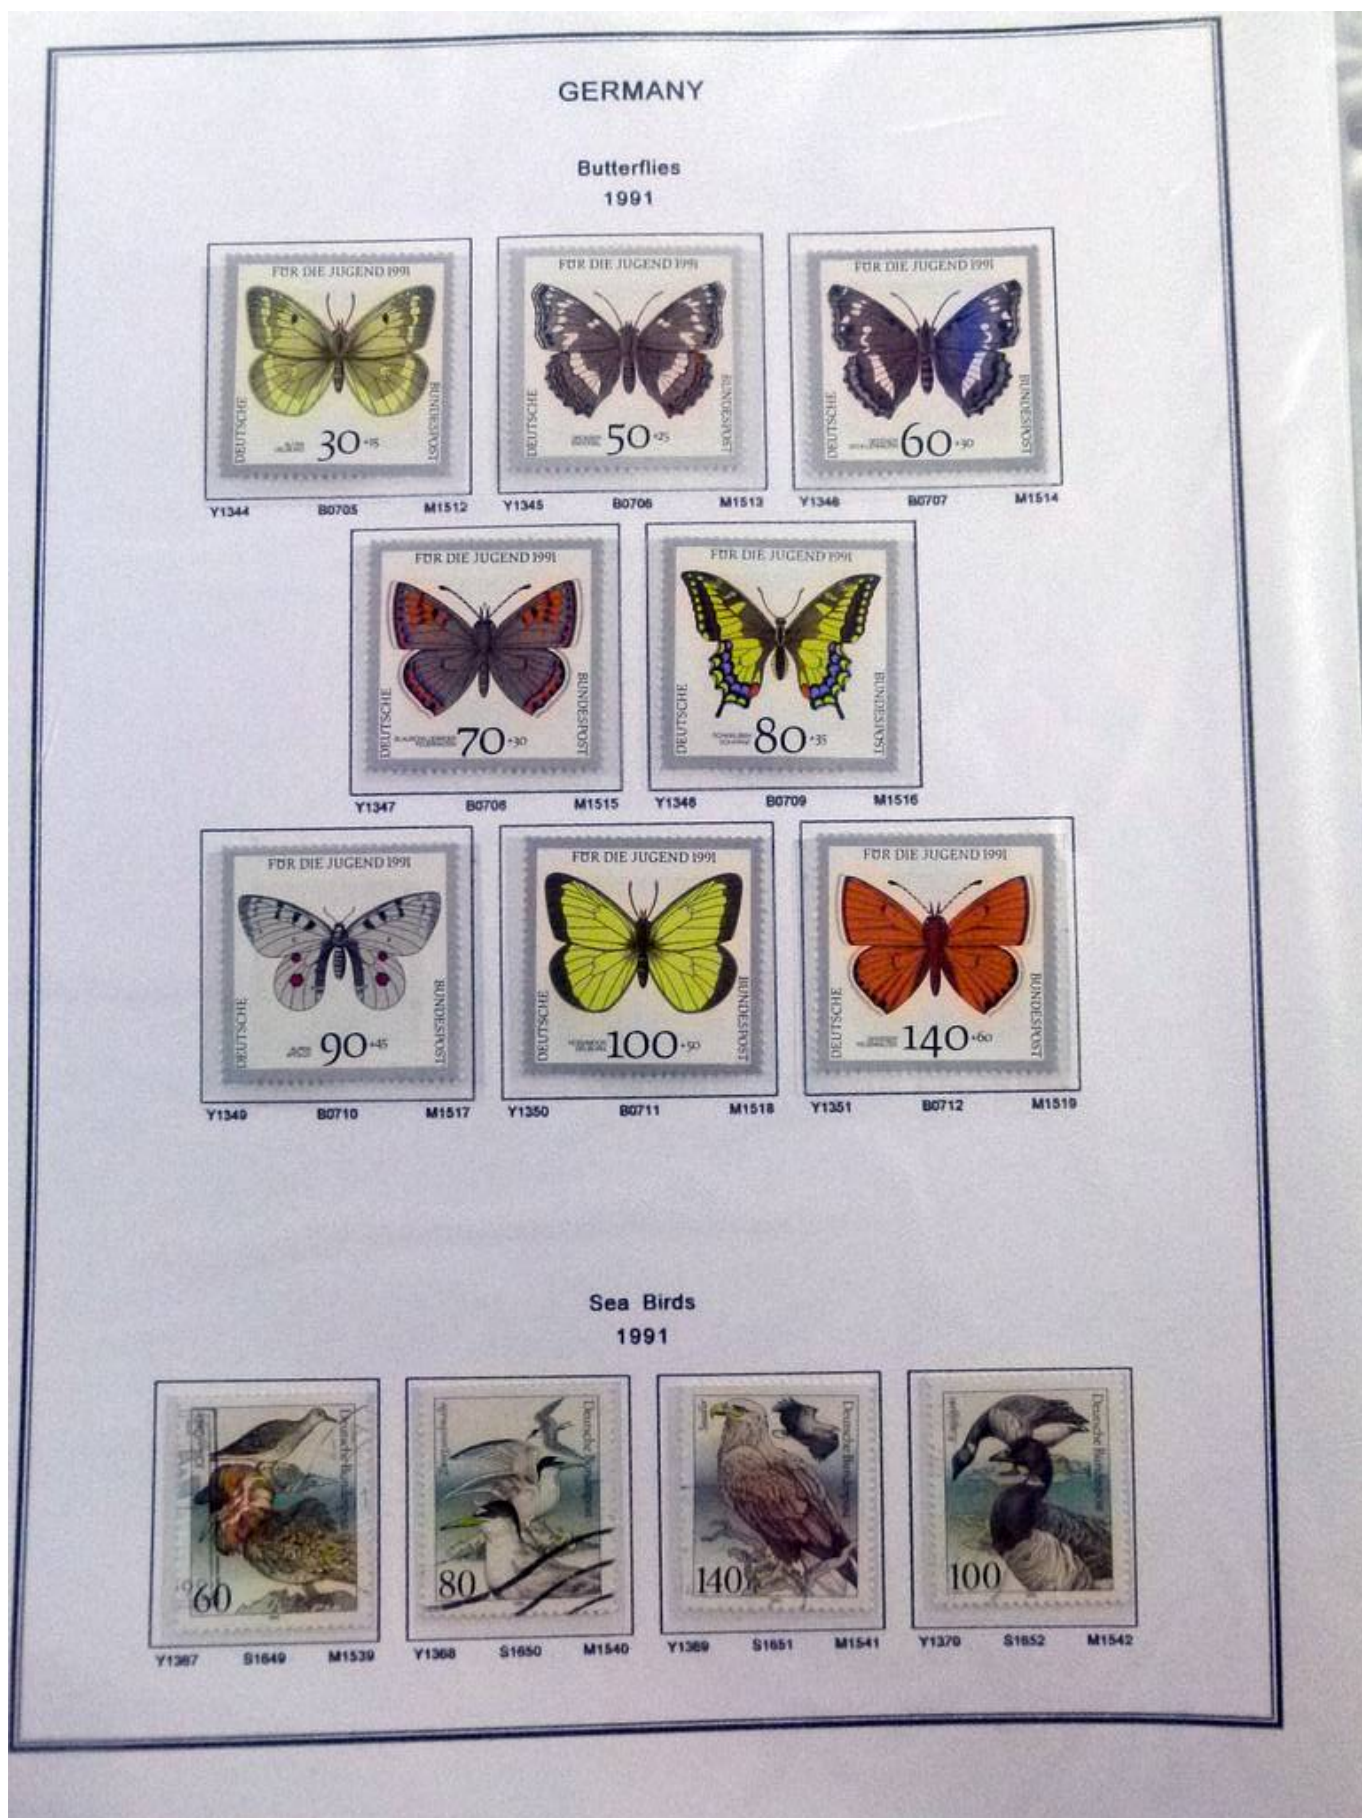 GERMANY
Butterflies
1991
FÜR DIE JUGEND 1991
DEUTSCHE
BUNDESPOST
30+15
FÜR DIE JUGEND 1991
DEUTSCHE
BUNDESPOST
50+25
FÜR DIE JUGEND 1991
DEUTSCHE
BUNDESPOST
60+30
Y1344 B0705 M1512 Y1345 B0706 M1513 Y1346 B0707 M1514
FÜR DIE JUGEND 1991
DEUTSCHE
BUNDESPOST
70+30
FÜR DIE JUGEND 1991
DEUTSCHE
BUNDESPOST
80+35
Y1347 B0708 M1515 Y1348 B0709 M1516
FÜR DIE JUGEND 1991
DEUTSCHE
BUNDESPOST
90+45
FÜR DIE JUGEND 1991
DEUTSCHE
BUNDESPOST
100+50
FÜR DIE JUGEND 1991
DEUTSCHE
BUNDESPOST
140+60
Y1349 B0710 M1517 Y1350 B0711 M1518 Y1351 B0712 M1519
Sea Birds
1991
Deutsche Bundespost
60
Deutsche Bundespost
80
Deutsche Bundespost
140
Deutsche Bundespost
100
Y1367 S1649 M1539 Y1368 S1650 M1540 Y1369 S1651 M1541 Y1370 S1652 M1542